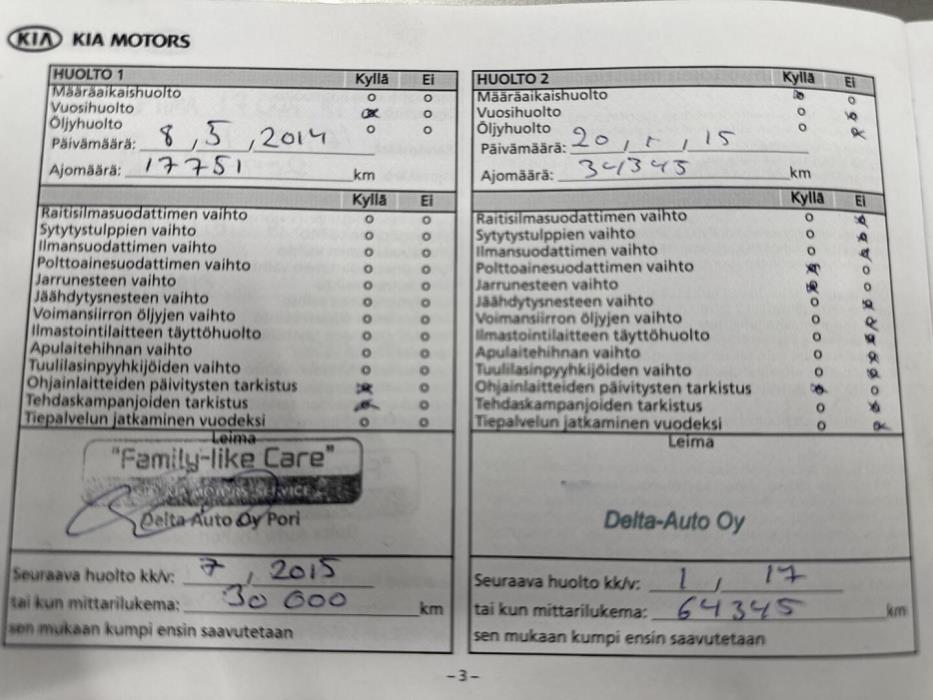 KIA KIA MOTORS
HUOLTO 1 Kyllä Ei
Määräaikaishuolto
Vuosihuolto
Öljyhuolto
Päivämäärä: 8, 5, 2014
Ajomäärä: 17751 km
Kyllä Ei
Raitisilmasuodattimen vaihto
Sytytystulppien vaihto
Ilmansuodattimen vaihto
Polttoainesuodattimen vaihto
Jarrunesteen vaihto
Jäähdytysnesteen vaihto
Voimansiirron öljyjen vaihto
Ilmastointilaitteen täyttöhuolto
Apulaitehihnan vaihto
Tuulilasinpyyhkijöiden vaihto
Ohjainlaitteiden päivitysten tarkistus
Tehdaskampanjoiden tarkistus
Tiepalvelun jatkaminen vuodeksi
Leima
"Family-like Care"
Delta Auto Oy Pori
Seuraava huolto kk/v: 7, 2015
tai kun mittarilukema: 30 000 km
sen mukaan kumpi ensin saavutetaan
HUOLTO 2 Kyllä Ei
Määräaikaishuolto
Vuosihuolto
Öljyhuolto
Päivämäärä: 20, , 15
Ajomäärä: 34345 km
Kyllä Ei
Raitisilmasuodattimen vaihto
Sytytystulppien vaihto
Ilmansuodattimen vaihto
Polttoainesuodattimen vaihto
Jarrunesteen vaihto
Jäähdytysnesteen vaihto
Voimansiirron öljyjen vaihto
Ilmastointilaitteen täyttöhuolto
Apulaitehihnan vaihto
Tuulilasinpyyhkijöiden vaihto
Ohjainlaitteiden päivitysten tarkistus
Tehdaskampanjoiden tarkistus
Tiepalvelun jatkaminen vuodeksi
Leima
Delta-Auto Oy
Seuraava huolto kk/v: 1, 17
tai kun mittarilukema: 64345 km
sen mukaan kumpi ensin saavutetaan
-3-